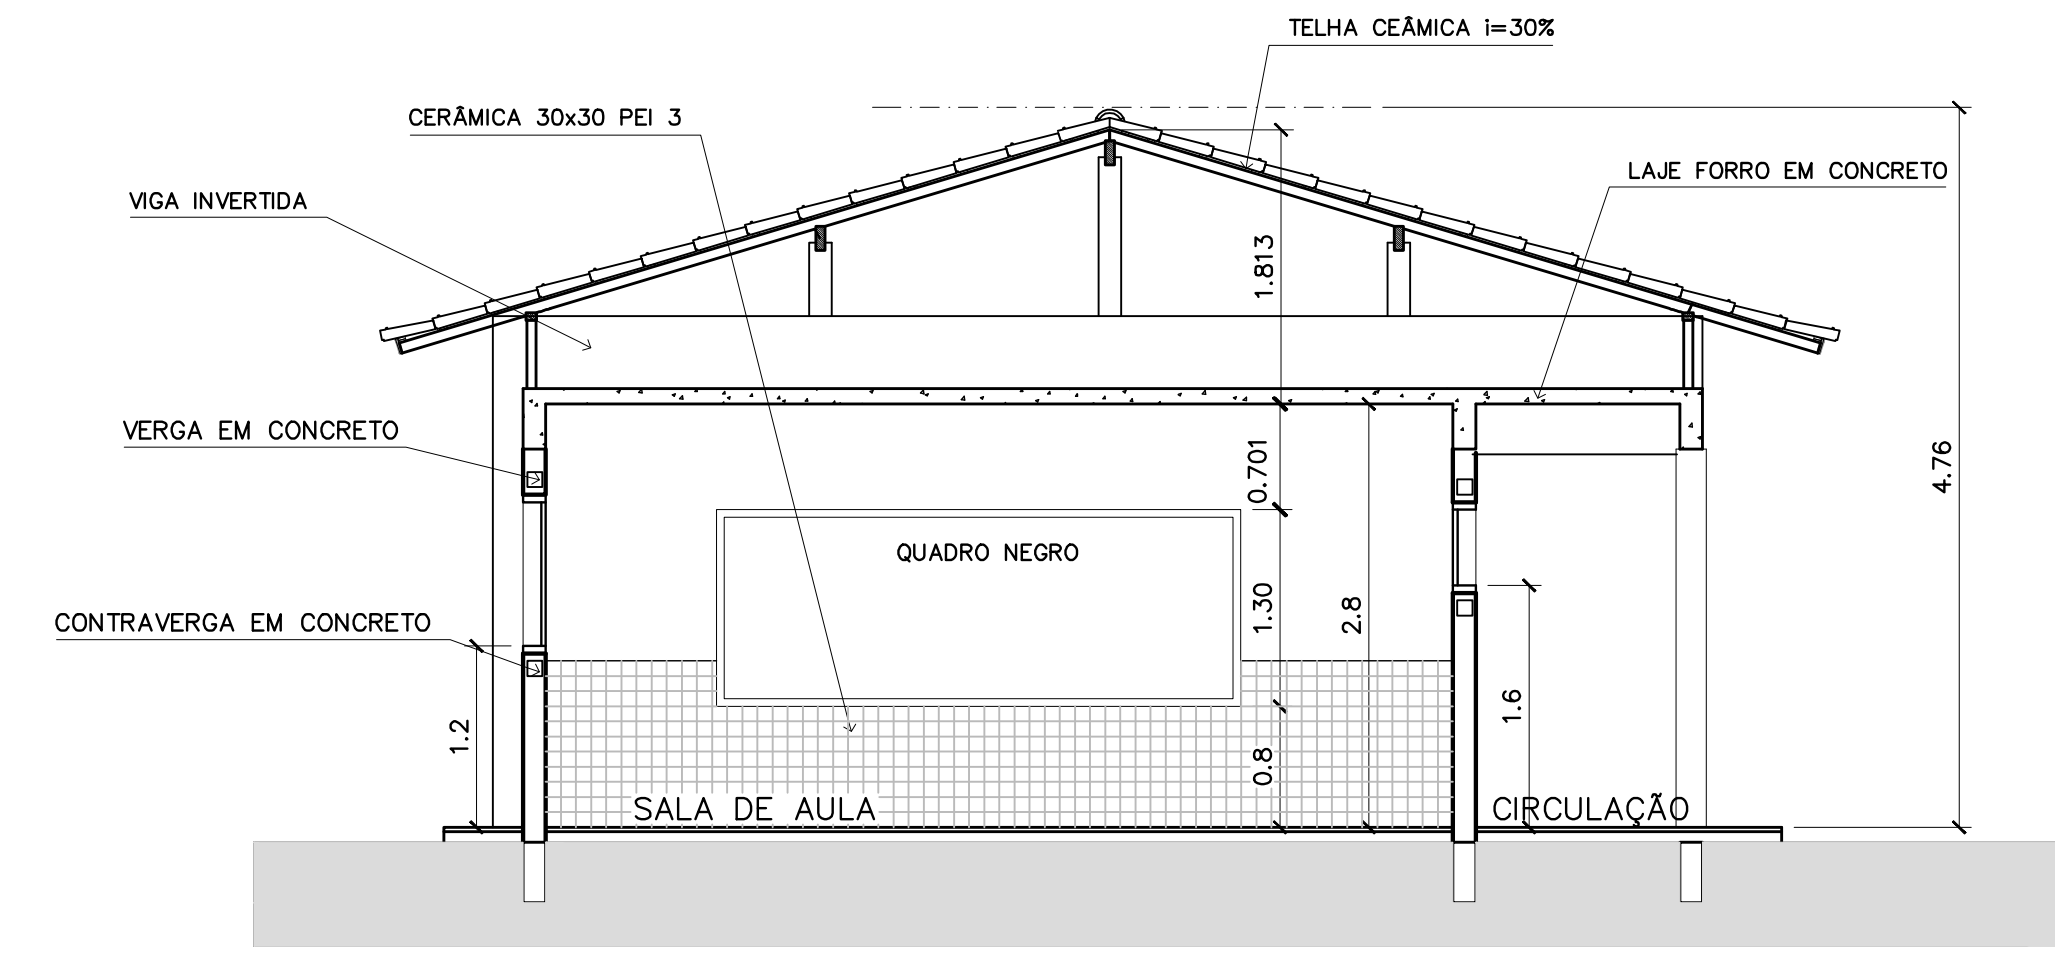 TELHA CEÂMICA i=30%
CERÂMICA 30x30 PEI 3
LAJE FORRO EM CONCRETO
VIGA INVERTIDA
1.813
VERGA EM CONCRETO
0.701
4.76
QUADRO NEGRO
1.30
2.8
CONTRAVERGA EM CONCRETO
1.6
1.2
0.8
SALA DE AULA
CIRCULAÇÃO